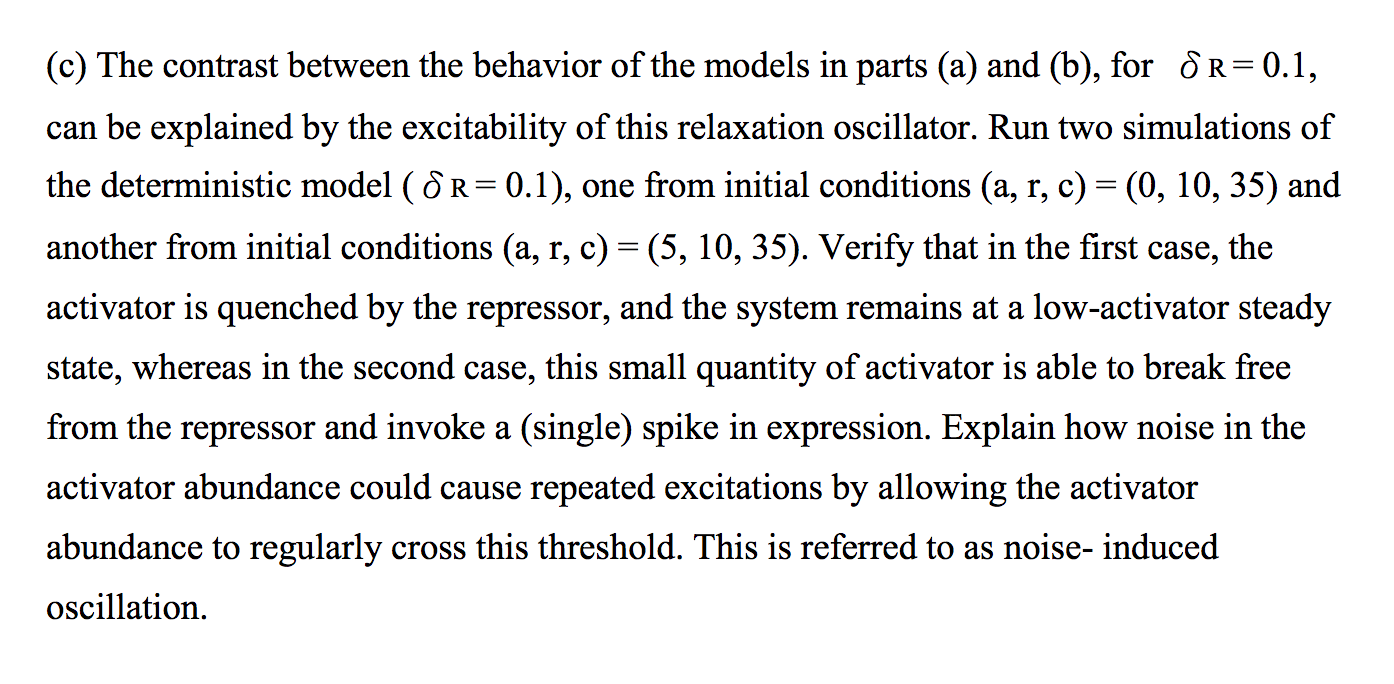 (c) The contrast between the behavior of the models in parts (a) and (b), for δ R= 0.1,
can be explained by the excitability of this relaxation oscillator. Run two simulations of
the deterministic model ( δ R= 0.1), one from initial conditions (a, r, c) = (0, 10, 35) and
another from initial conditions (a, r, c) = (5, 10, 35). Verify that in the first case, the
activator is quenched by the repressor, and the system remains at a low-activator steady
state, whereas in the second case, this small quantity of activator is able to break free
from the repressor and invoke a (single) spike in expression. Explain how noise in the
activator abundance could cause repeated excitations by allowing the activator
abundance to regularly cross this threshold. This is referred to as noise- induced
oscillation.